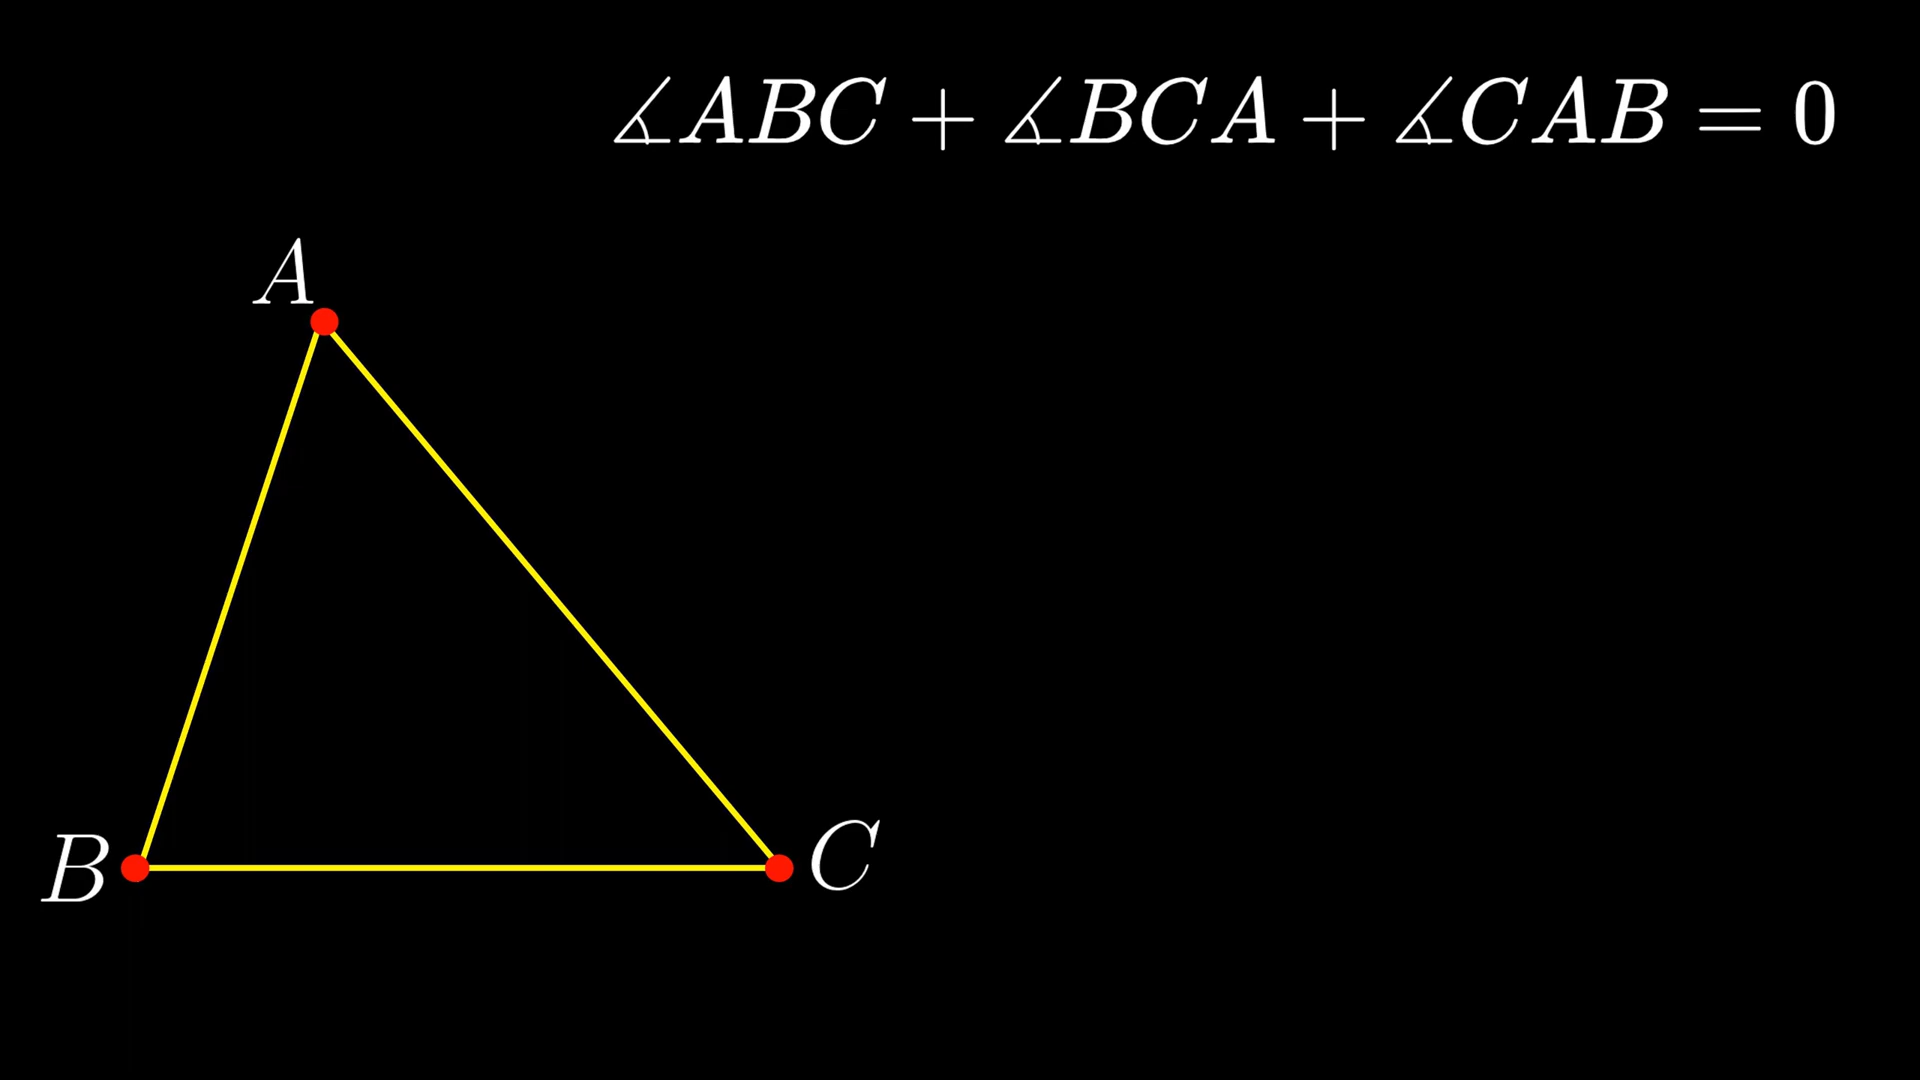 ∡ABC + ∡BCA + ∡CAB = 0
A
B
C